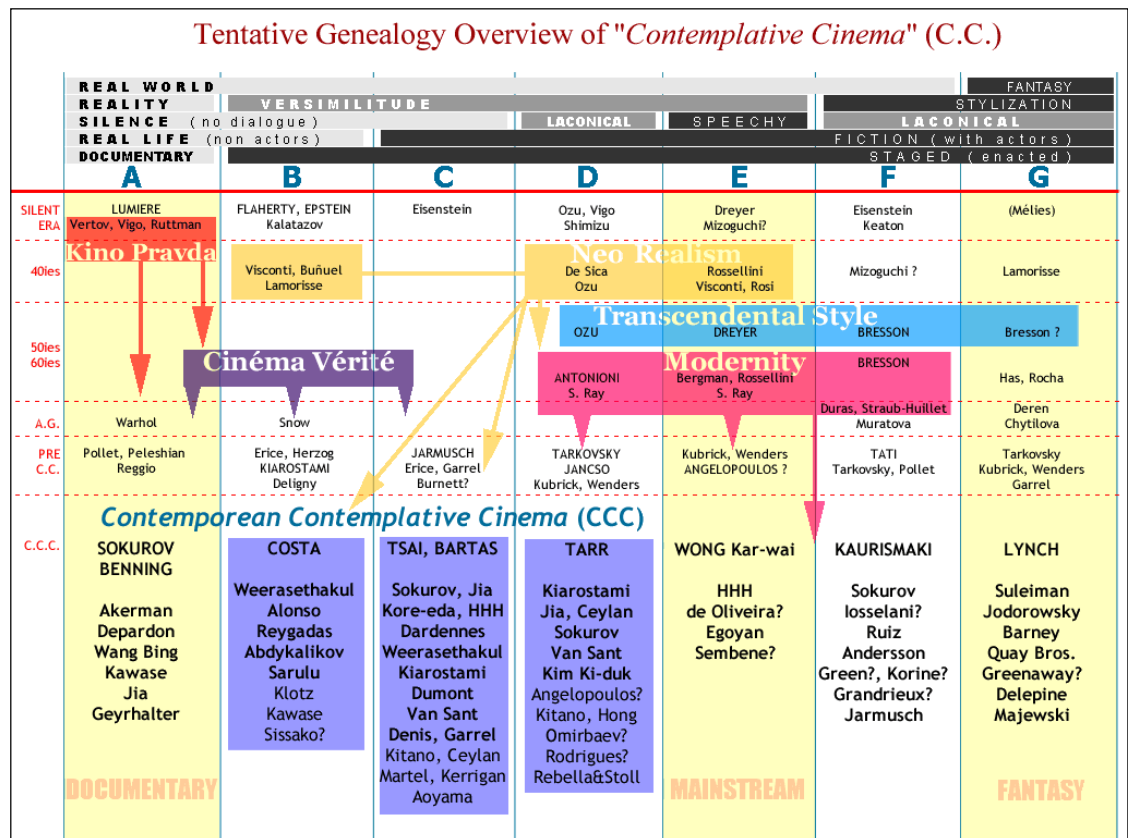 Tentative Genealogy Overview of "Contemplative Cinema" (C.C.)
REAL WORLD FANTASY
REALITY VERSIMILITUDE STYLIZATION
SILENCE (no dialogue) LACONICAL SPEECHY LACONICAL
REAL LIFE (non actors) FICTION (with actors)
DOCUMENTARY STAGED (enacted)
A B C D E F G
SILENT ERA
LUMIERE
Vertov, Vigo, Ruttman
FLAHERTY, EPSTEIN
Kalatazov
Eisenstein
Ozu, Vigo
Shimizu
Dreyer
Mizoguchi?
Eisenstein
Keaton
(Mélies)
Kino Pravda
Neo Realism
40ies
Visconti, Buñuel
Lamorisse
De Sica
Ozu
Rossellini
Visconti, Rosi
Mizoguchi ?
Lamorisse
Transcendental Style
OZU
DREYER
BRESSON
Bresson ?
50ies
60ies
Cinéma Vérité
Modernity
ANTONIONI
S. Ray
Bergman, Rossellini
S. Ray
BRESSON
Has, Rocha
Duras, Straub-Huillet
Muratova
Deren
Chytilova
A.G.
Warhol
Snow
PRE
C.C.
Pollet, Peleshian
Reggio
Erice, Herzog
KIAROSTAMI
Deligny
JARMUSCH
Erice, Garrel
Burnett?
TARKOVSKY
JANCSO
Kubrick, Wenders
Kubrick, Wenders
ANGELOPOULOS ?
TATI
Tarkovsky, Pollet
Tarkovsky
Kubrick, Wenders
Garrel
Contemporean Contemplative Cinema (CCC)
C.C.C.
SOKUROV
BENNING
Akerman
Depardon
Wang Bing
Kawase
Jia
Geyrhalter
COSTA
Weerasethakul
Alonso
Reygadas
Abdykalikov
Sarulu
Klotz
Kawase
Sissako?
TSAI, BARTAS
Sokurov, Jia
Kore-eda, HHH
Dardennes
Weerasethakul
Kiarostami
Dumont
Van Sant
Denis, Garrel
Kitano, Ceylan
Martel, Kerrigan
Aoyama
TARR
Kiarostami
Jia, Ceylan
Sokurov
Van Sant
Kim Ki-duk
Angelopoulos?
Kitano, Hong
Omirbaev?
Rodrigues?
Rebella&Stoll
WONG Kar-wai
HHH
de Oliveira?
Egoyan
Sembene?
KAURISMAKI
Sokurov
Iosselani?
Ruiz
Andersson
Green?, Korine?
Grandrieux?
Jarmusch
LYNCH
Suleiman
Jodorowsky
Barney
Quay Bros.
Greenaway?
Delepine
Majewski
DOCUMENTARY
MAINSTREAM
FANTASY